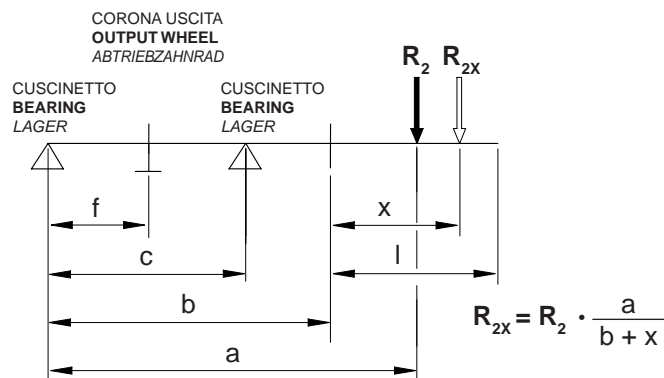 CORONA USCITA
OUTPUT WHEEL
ABTRIEBZAHNRAD
R₂ R₂ₓ
CUSCINETTO
BEARING
LAGER
CUSCINETTO
BEARING
LAGER
f
x
c
l
b
a
R₂ₓ = R₂ · a / (b + x)